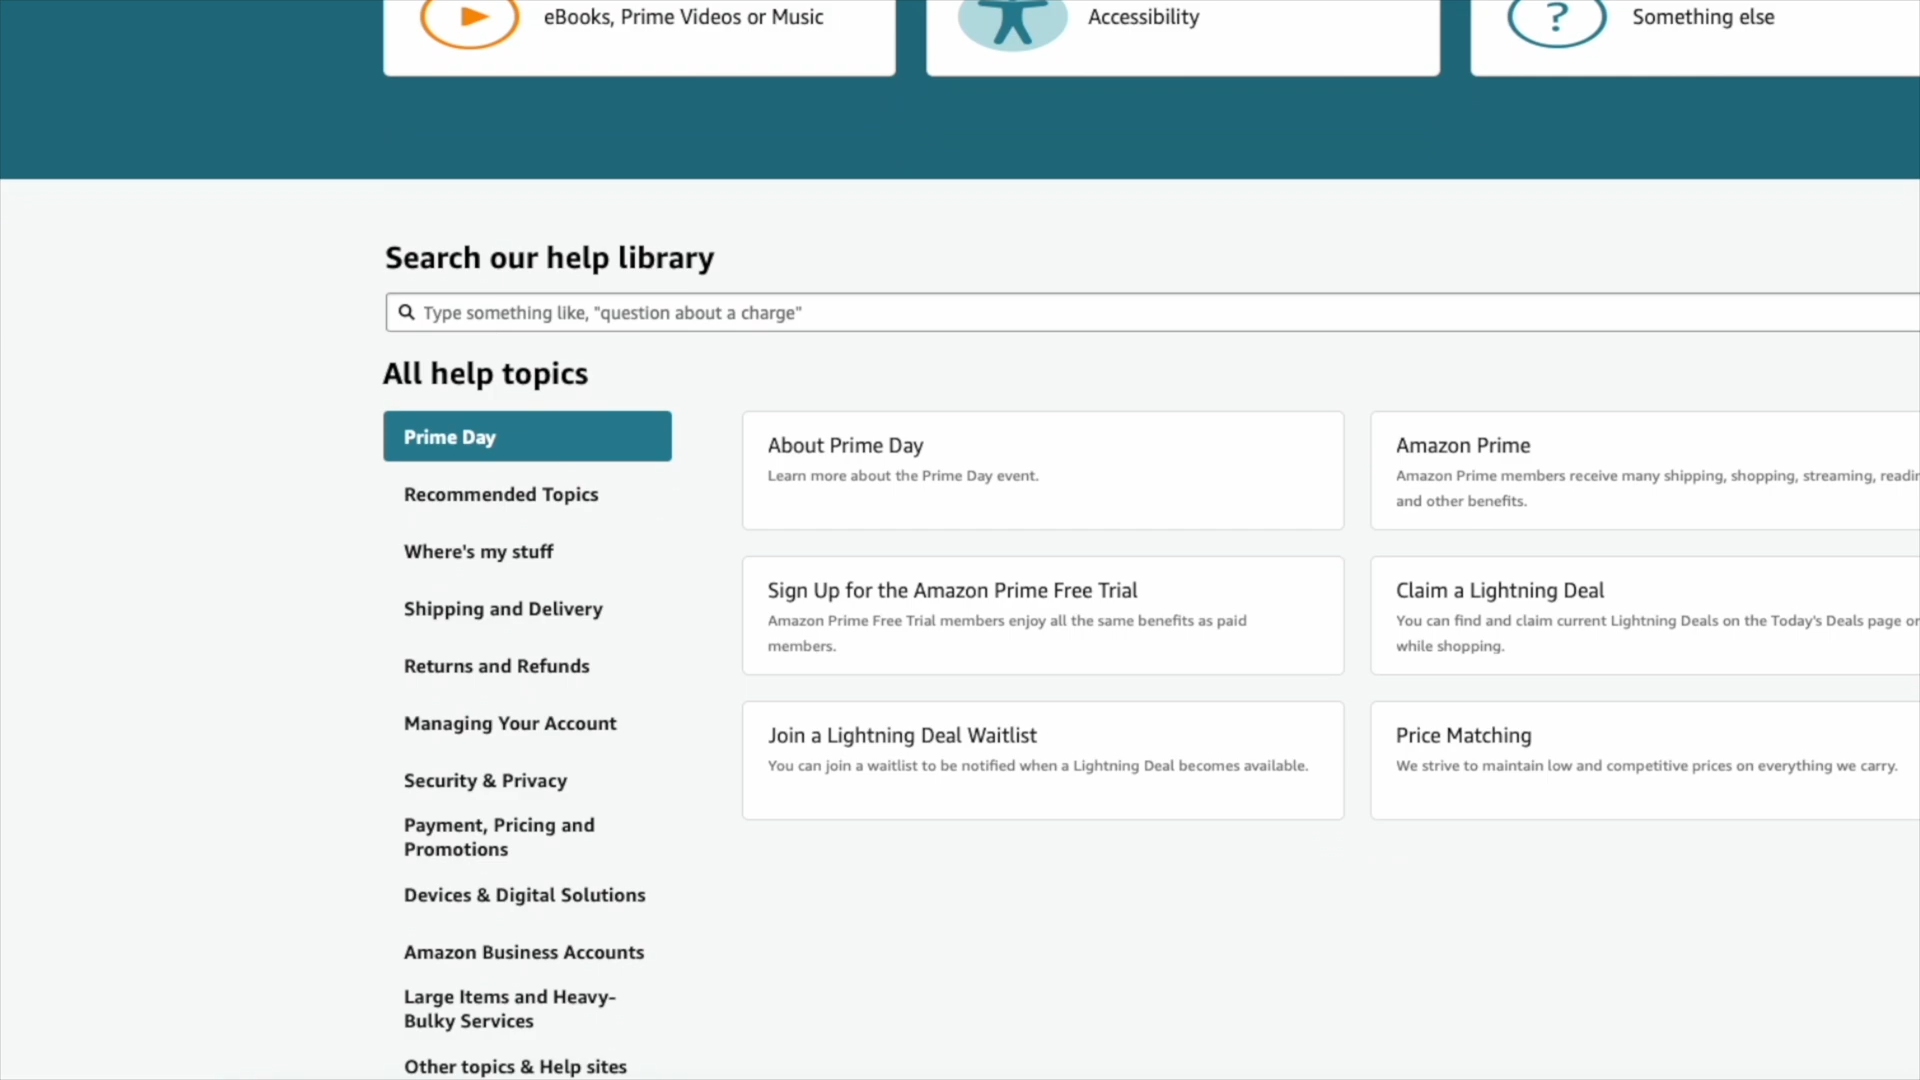 eBooks, Prime Videos or Music
Accessibility
?
Something else
Search our help library
Type something like, "question about a charge"
All help topics
Prime Day
Recommended Topics
Where's my stuff
Shipping and Delivery
Returns and Refunds
Managing Your Account
Security & Privacy
Payment, Pricing and
Promotions
Devices & Digital Solutions
Amazon Business Accounts
Large Items and Heavy-
Bulky Services
Other topics & Help sites
About Prime Day
Learn more about the Prime Day event.
Amazon Prime
Amazon Prime members receive many shipping, shopping, streaming,
and other benefits.
Sign Up for the Amazon Prime Free Trial
Amazon Prime Free Trial members enjoy all the same benefits as paid
members.
Claim a Lightning Deal
You can find and claim current Lightning Deals on the Today's Deals page
while shopping.
Join a Lightning Deal Waitlist
You can join a waitlist to be notified when a Lightning Deal becomes available.
Price Matching
We strive to maintain low and competitive prices on everything we carry.